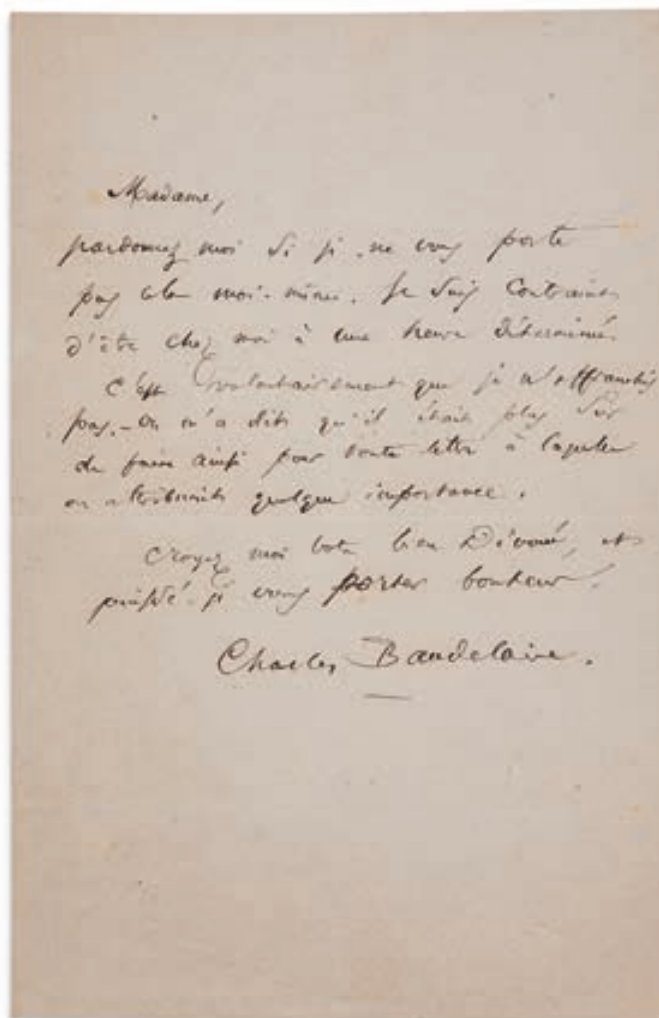 Madame,
pardonnez moi si je ne vous porte
pas cela moi-même. Je suis contraint
d'être chez moi à une heure déterminée.
C'est volontairement que je n'affranchis
pas. – On m'a dit qu'il était plus sûr
de faire ainsi pour toute lettre à laquelle
on attribuait quelque importance.
Croyez moi votre bien Dévoué, et
puissé-je vous porter bonheur.
Charles Baudelaire.